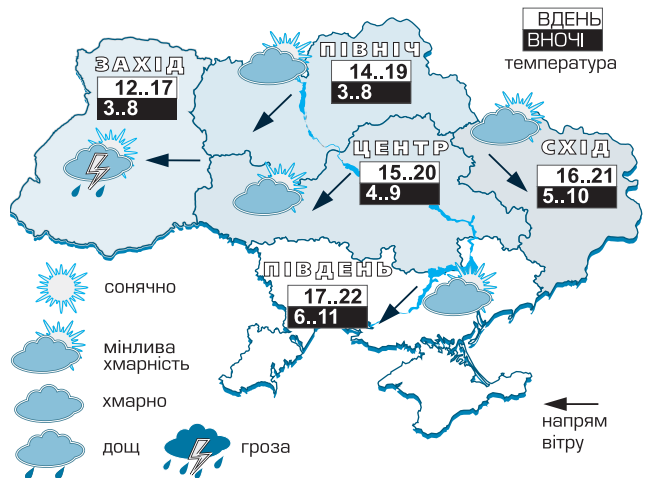 ВДЕНЬ
ВНОЧІ
температура
ПІВНІЧ
14..19
3..8
ЗАХІД
12..17
3..8
ЦЕНТР
15..20
4..9
СХІД
16..21
5..10
ПІВДЕНЬ
17..22
6..11
сонячно
мінлива
хмарність
хмарно
дощ
гроза
напрям
вітру